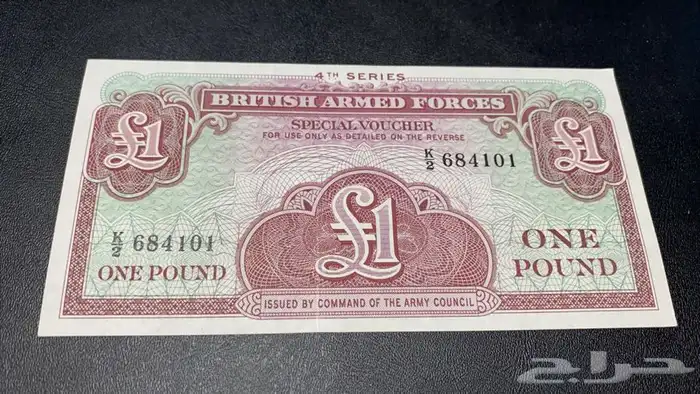 4TH SERIES
BRITISH ARMED FORCES
SPECIAL VOUCHER
FOR USE ONLY AS DETAILED ON THE REVERSE
£1
£1
K/2 684101
K/2 684101
£1
ONE POUND
ONE
POUND
ISSUED BY COMMAND OF THE ARMY COUNCIL
حراج